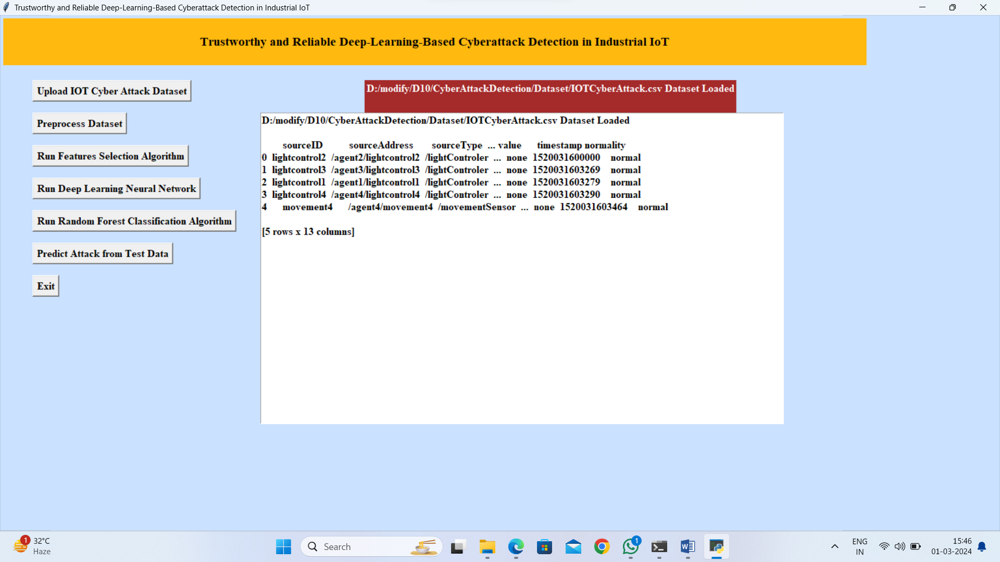 Trustworthy and Reliable Deep-Learning-Based Cyberattack Detection in Industrial IoT
Trustworthy and Reliable Deep-Learning-Based Cyberattack Detection in Industrial IoT
Upload IOT Cyber Attack Dataset
Preprocess Dataset
Run Features Selection Algorithm
Run Deep Learning Neural Network
Run Random Forest Classification Algorithm
Predict Attack from Test Data
Exit
D:/modify/D10/CyberAttackDetection/Dataset/IOTCyberAttack.csv Dataset Loaded
D:/modify/D10/CyberAttackDetection/Dataset/IOTCyberAttack.csv Dataset Loaded
sourceID sourceAddress sourceType ... value timestamp normality
0 lightcontrol2 /agent2/lightcontrol2 /lightControler ... none 1520031600000 normal
1 lightcontrol3 /agent3/lightcontrol3 /lightControler ... none 1520031603269 normal
2 lightcontrol1 /agent1/lightcontrol1 /lightControler ... none 1520031603279 normal
3 lightcontrol4 /agent4/lightcontrol4 /lightControler ... none 1520031603290 normal
4 movement4 /agent4/movement4 /movementSensor ... none 1520031603464 normal
[5 rows x 13 columns]
1
32°C
Haze
Search
1
ENG
IN
15:46
01-03-2024